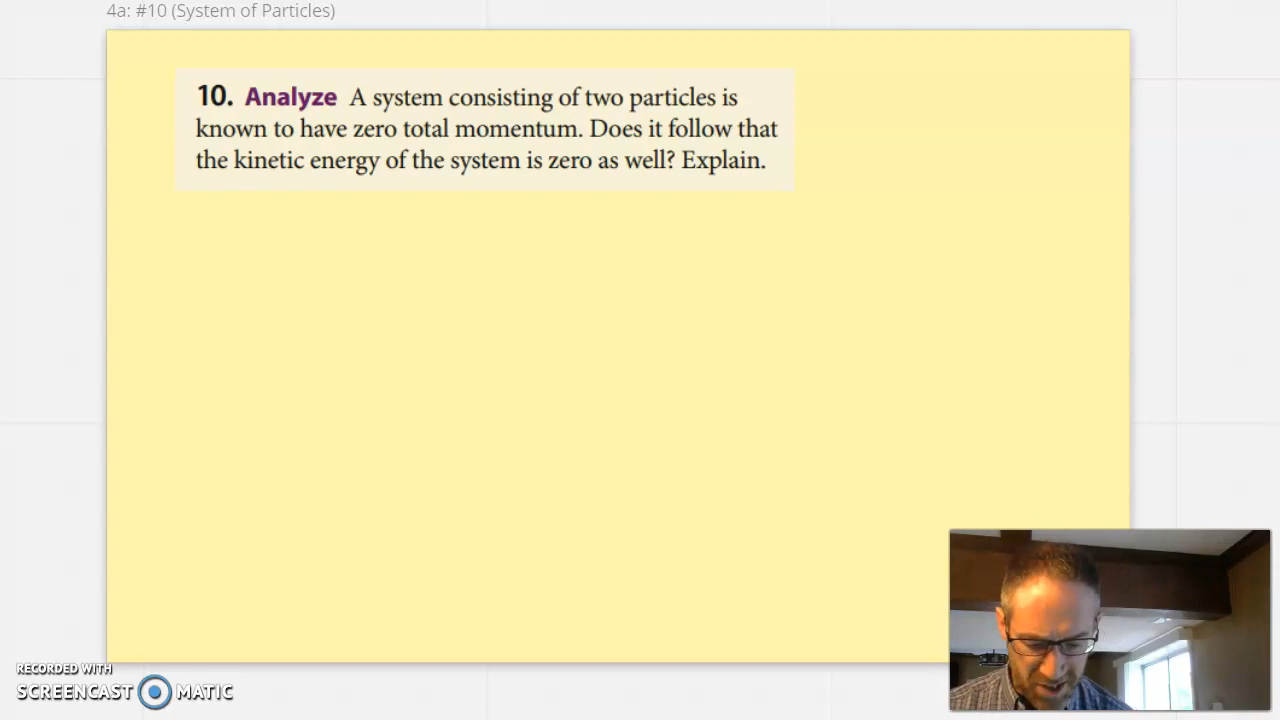 4a: #10 (System of Particles)
10. Analyze A system consisting of two particles is
known to have zero total momentum. Does it follow that
the kinetic energy of the system is zero as well? Explain.
RECORDED WITH
SCREENCAST MATIC